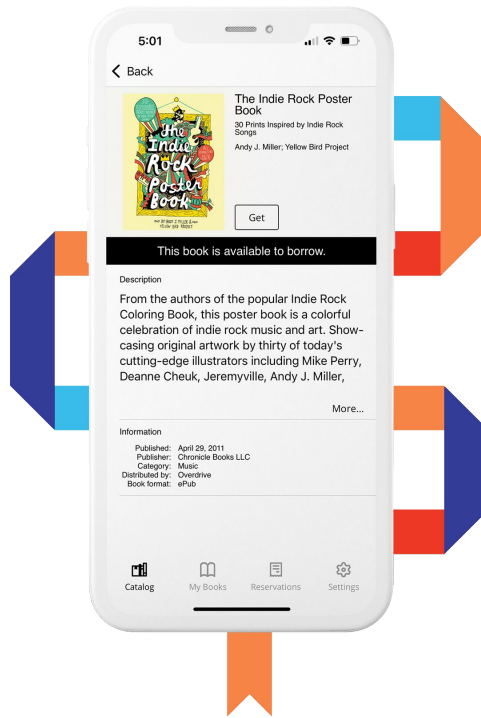 5:01
Back
The Indie Rock Poster
Book
30 Prints Inspired by Indie Rock
Songs
Andy J. Miller; Yellow Bird Project
the
Indie
Rock
Poster
Book
Get
This book is available to borrow.
Description
From the authors of the popular Indie Rock
Coloring Book, this poster book is a colorful
celebration of indie rock music and art. Show-
casing original artwork by thirty of today's
cutting-edge illustrators including Mike Perry,
Deanne Cheuk, Jeremyville, Andy J. Miller,
More...
Information
Published: April 29, 2011
Publisher: Chronicle Books LLC
Category: Music
Distributed by: Overdrive
Book format: ePub
Catalog My Books Reservations Settings